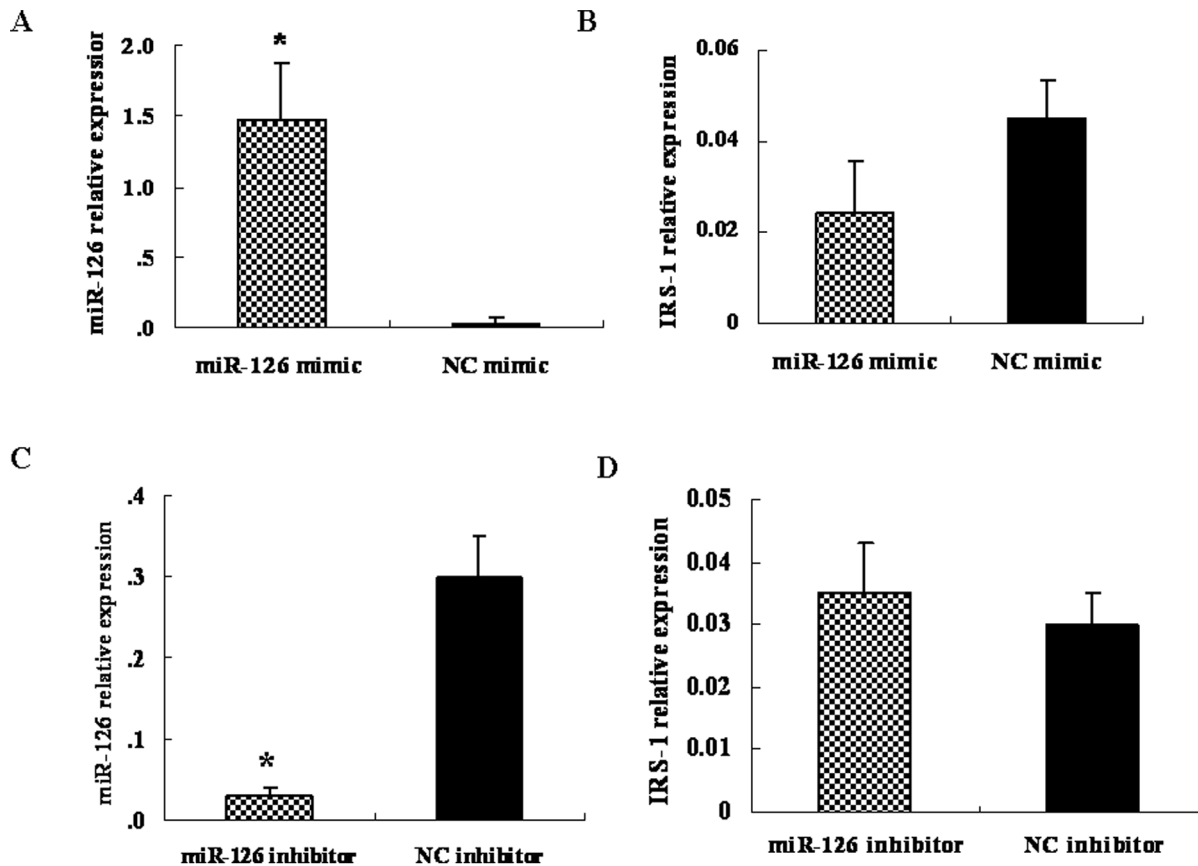 A
miR-126 relative expression
2.0
1.5
1.0
.5
.0
*
miR-126 mimic
NC mimic
B
IRS-1 relative expression
0.06
0.04
0.02
0
miR-126 mimic
NC mimic
C
miR-126 relative expression
.4
.3
.2
.1
.0
*
miR-126 inhibitor
NC inhibitor
D
IRS-1 relative expression
0.05
0.04
0.03
0.02
0.01
0
miR-126 inhibitor
NC inhibitor